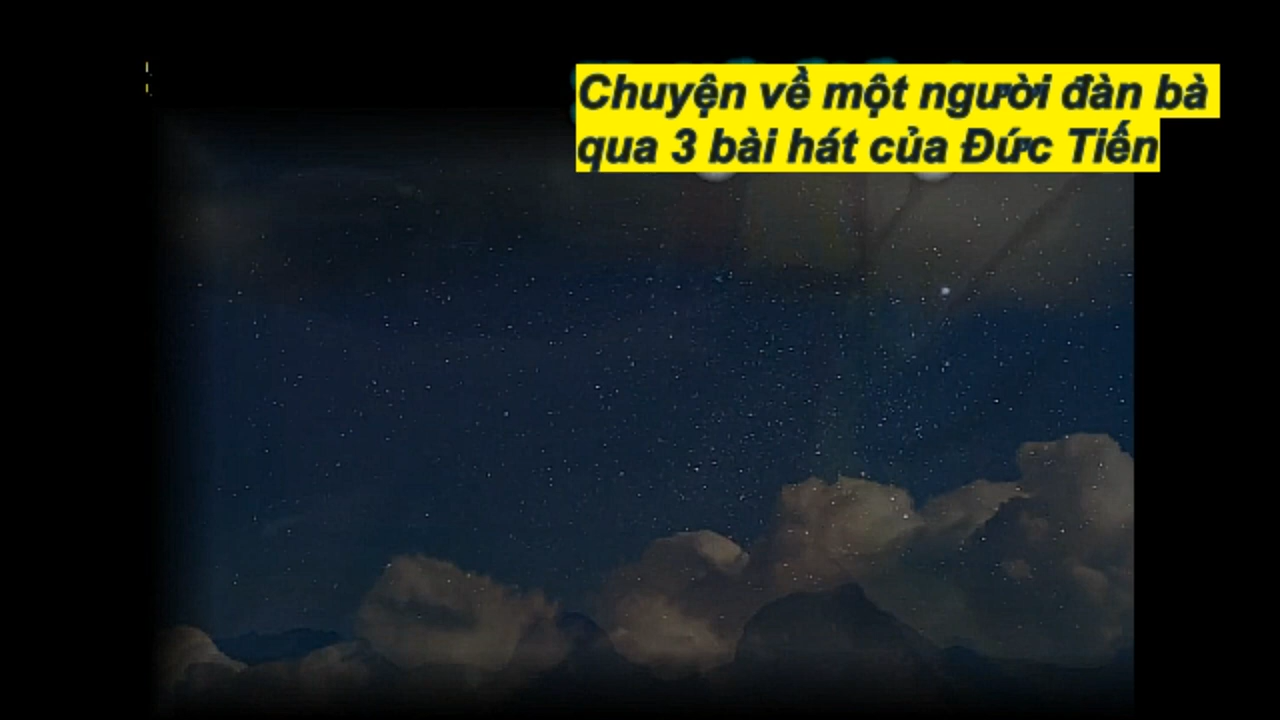 Chuyện về một người đàn bà
qua 3 bài hát của Đức Tiến